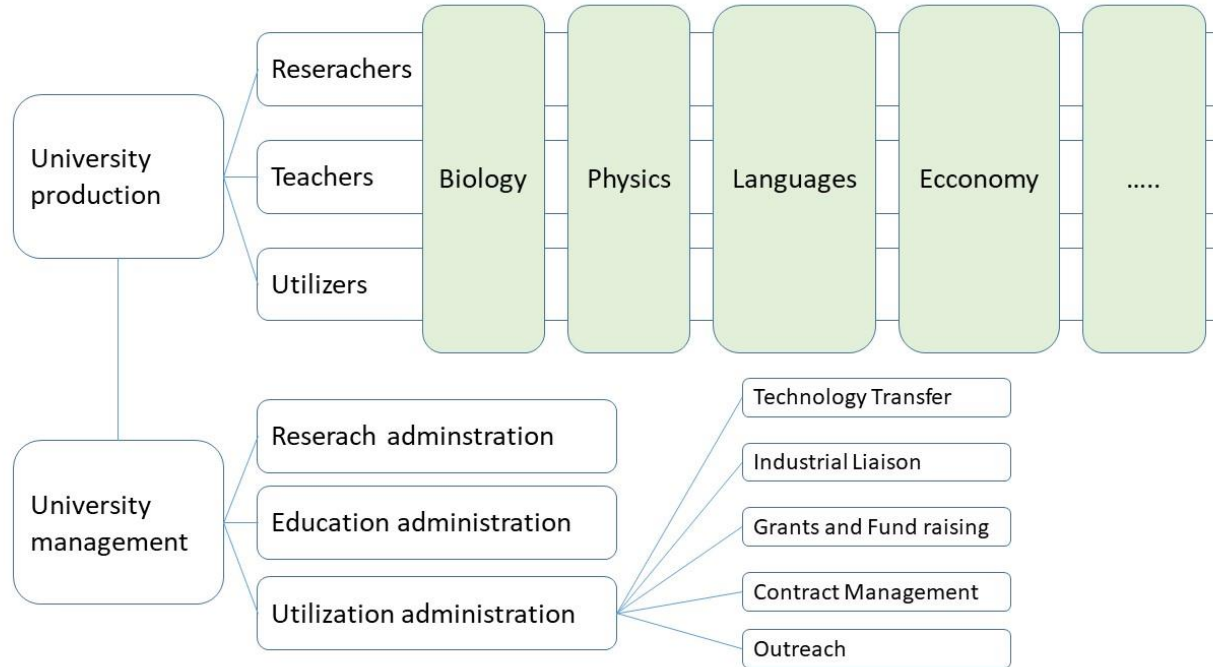 University
production
Reserachers
Teachers
Utilizers
Biology
Physics
Languages
Ecconomy
.....
University
management
Reserach adminstration
Education administration
Utilization administration
Technology Transfer
Industrial Liaison
Grants and Fund raising
Contract Management
Outreach